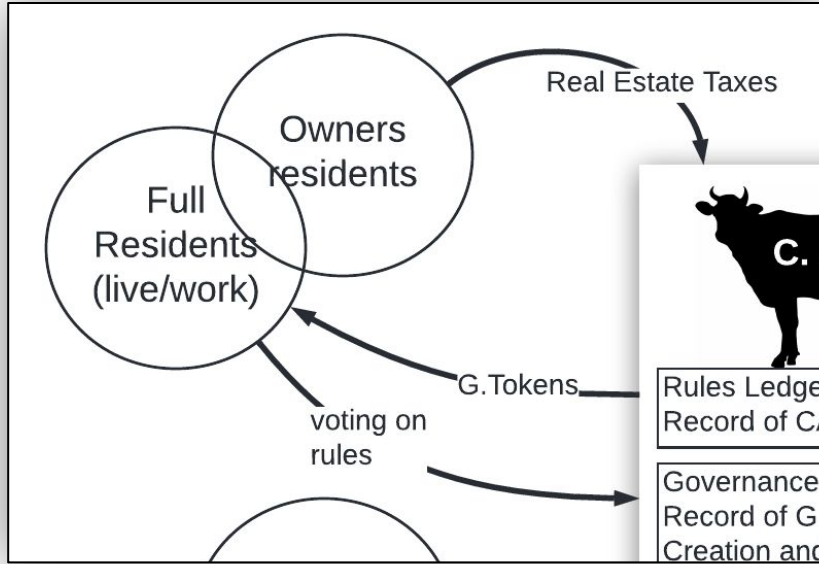 Owners
residents
Real Estate Taxes
Full
Residents
(live/work)
C.
G.Tokens
Rules Ledge
Record of C
voting on
rules
Governance
Record of G
Creation and